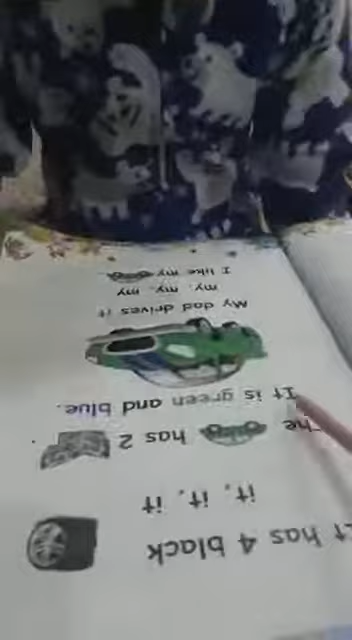 It has 4 black
it, it, it
The has 2 .
It is green and blue.
My dad drives it
my, my, my
I like my